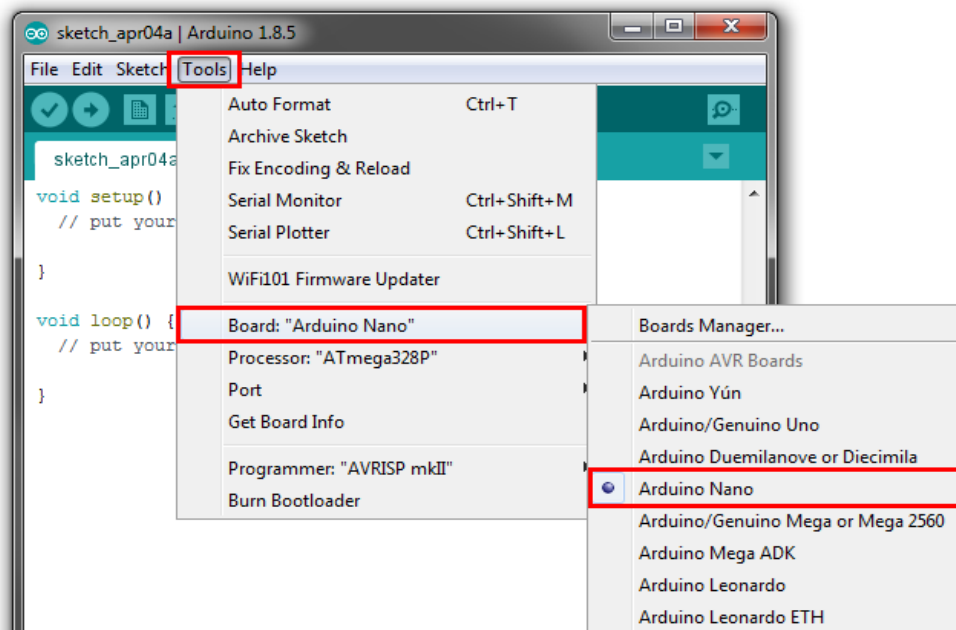 sketch_apr04a | Arduino 1.8.5
File Edit Sketch Tools Help
Auto Format Ctrl+T
Archive Sketch
Fix Encoding & Reload
Serial Monitor Ctrl+Shift+M
Serial Plotter Ctrl+Shift+L
WiFi101 Firmware Updater
Board: "Arduino Nano"
Processor: "ATmega328P"
Port
Get Board Info
Programmer: "AVRISP mkII"
Burn Bootloader
sketch_apr04a
void setup()
// put your
}
void loop() {
// put your
}
Boards Manager...
Arduino AVR Boards
Arduino Yún
Arduino/Genuino Uno
Arduino Duemilanove or Diecimila
Arduino Nano
Arduino/Genuino Mega or Mega 2560
Arduino Mega ADK
Arduino Leonardo
Arduino Leonardo ETH